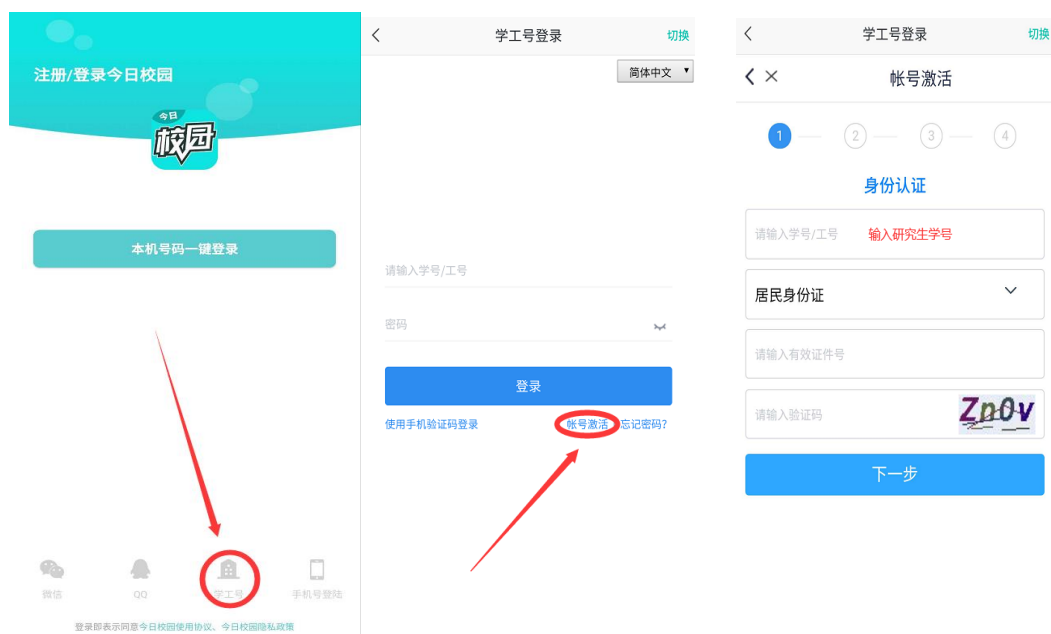 注册/登录今日校园
今日
校园
本机号码一键登录
微信
QQ
学工号
手机号登陆
登录即表示同意今日校园使用协议、今日校园隐私政策
学工号登录
切换
简体中文
请输入学号/工号
密码
登录
使用手机验证码登录
帐号激活
忘记密码?
学工号登录
切换
帐号激活
1
2
3
4
身份认证
请输入学号/工号
输入研究生学号
居民身份证
请输入有效证件号
请输入验证码
Zn0v
下一步